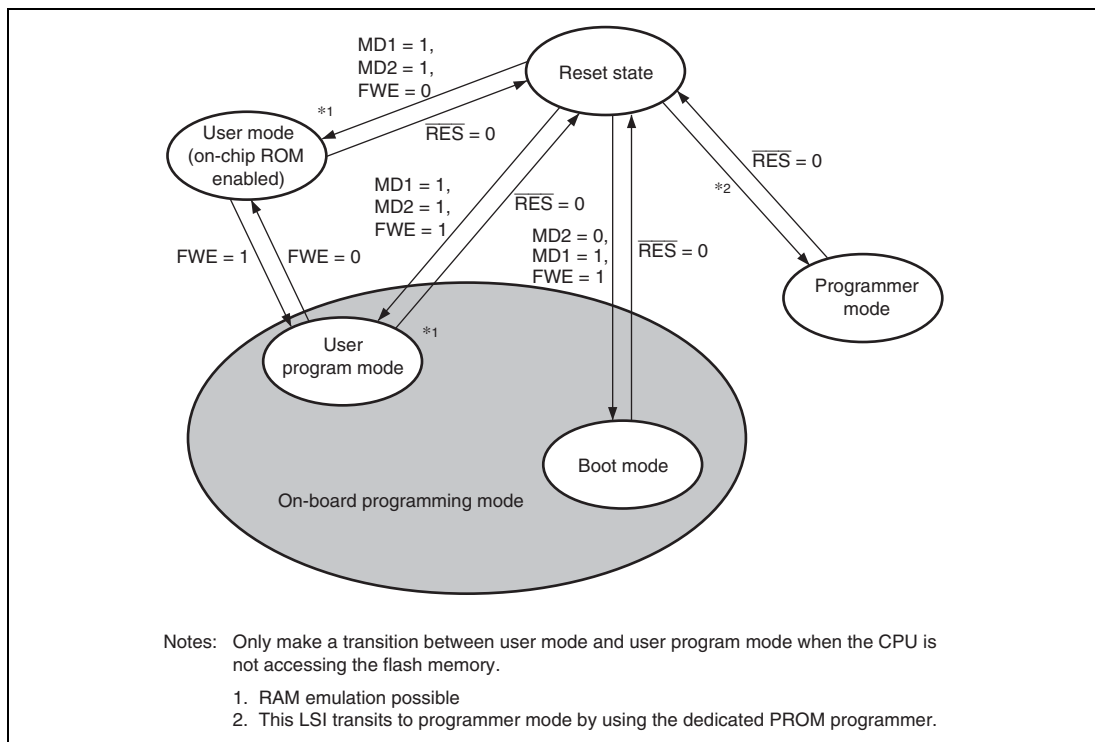 MD1 = 1,
MD2 = 1,
FWE = 0
Reset state
*1
RES = 0
User mode
(on-chip ROM
enabled)
RES = 0
*2
MD1 = 1,
MD2 = 1,
FWE = 1
RES = 0
MD2 = 0,
MD1 = 1,
FWE = 1
RES = 0
FWE = 1
FWE = 0
Programmer
mode
*1
User
program mode
Boot mode
On-board programming mode
Notes: Only make a transition between user mode and user program mode when the CPU is
not accessing the flash memory.
1. RAM emulation possible
2. This LSI transits to programmer mode by using the dedicated PROM programmer.